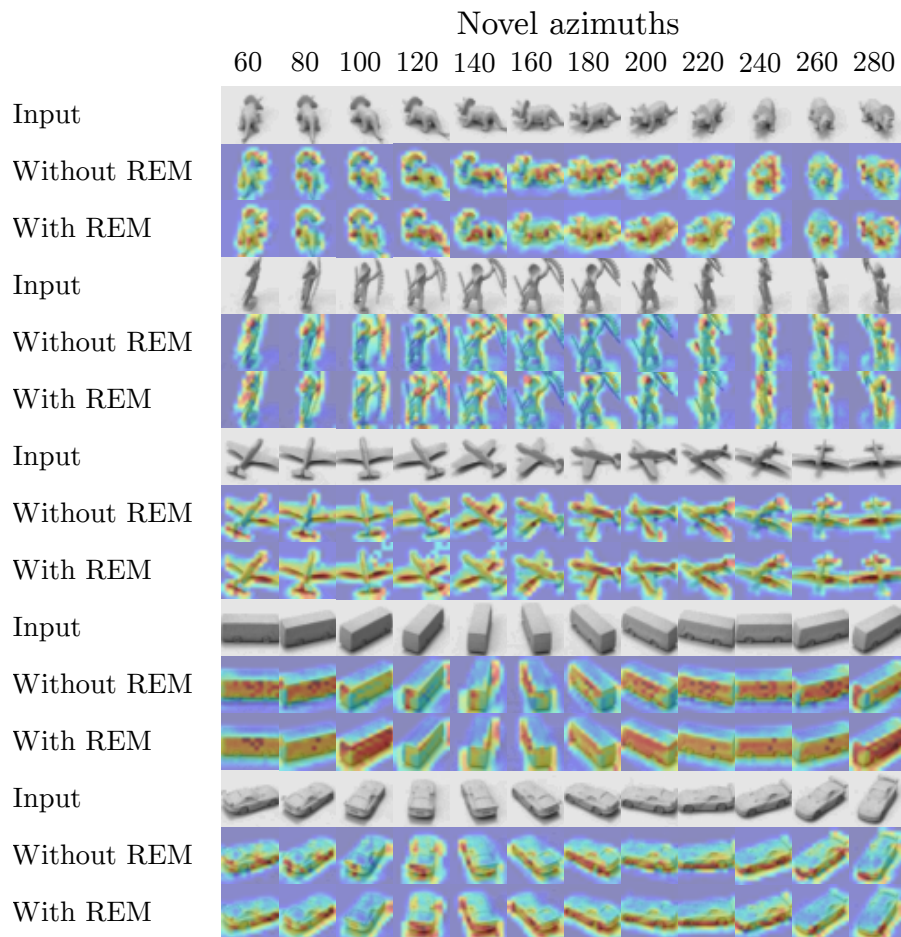 Novel azimuths
60 80 100 120 140 160 180 200 220 240 260 280
Input
Without REM
With REM
Input
Without REM
With REM
Input
Without REM
With REM
Input
Without REM
With REM
Input
Without REM
With REM